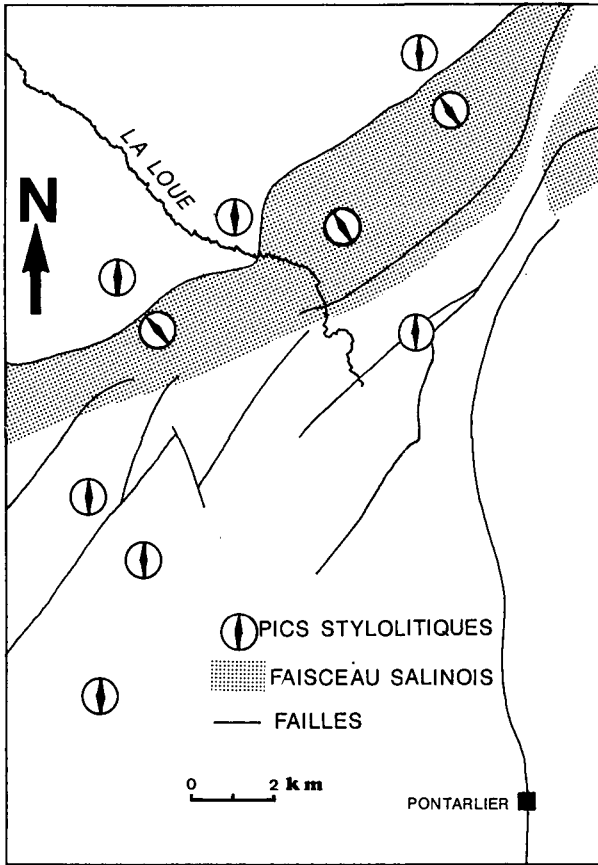 LA LOUE
N
PICS STYLOLITIQUES
FAISCEAU SALINOIS
FAILLES
0 2 km
PONTARLIER